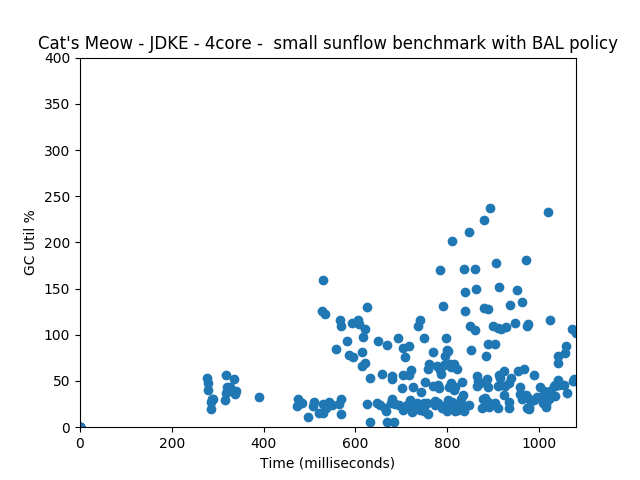 Cat's Meow - JDKE - 4core -  small sunflow benchmark with BAL policy
400
350
300
250
200
150
100
50
0
GC Util %
0 200 400 600 800 1000
Time (milliseconds)